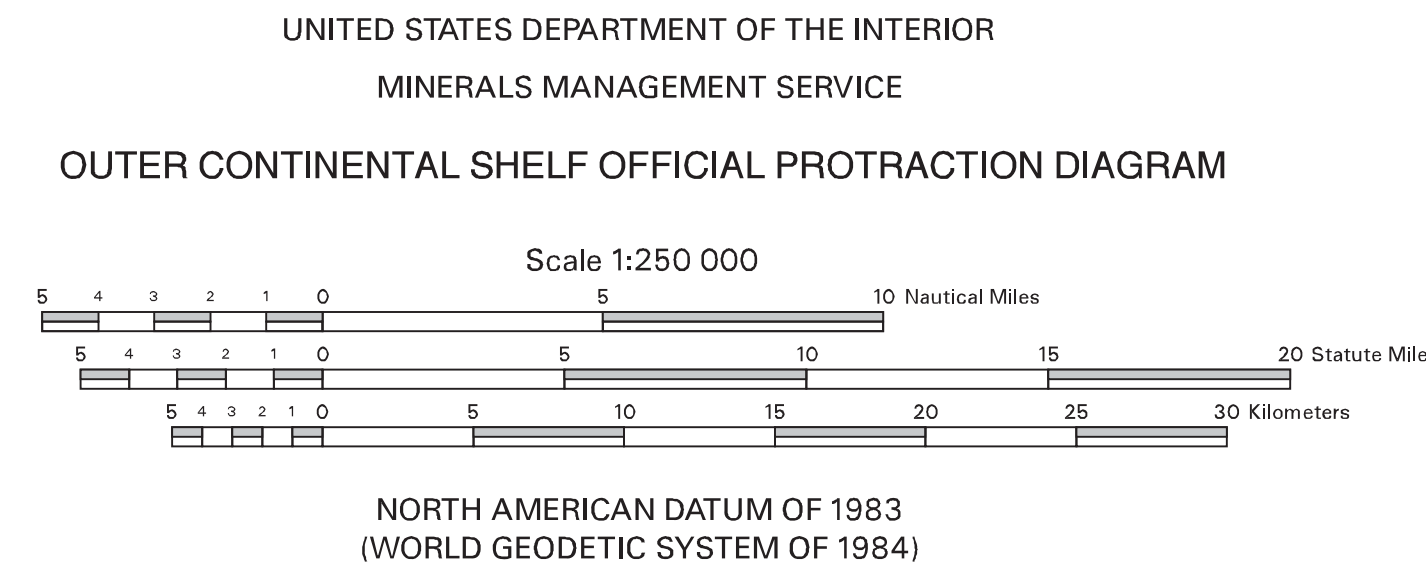 UNITED STATES DEPARTMENT OF THE INTERIOR
MINERALS MANAGEMENT SERVICE
OUTER CONTINENTAL SHELF OFFICIAL PROTRACTION DIAGRAM
Scale 1:250 000
5 4 3 2 1 0 5 10 Nautical Miles
5 4 3 2 1 0 5 10 15 20 Statute Mile
5 4 3 2 1 0 5 10 15 20 25 30 Kilometers
NORTH AMERICAN DATUM OF 1983
(WORLD GEODETIC SYSTEM OF 1984)